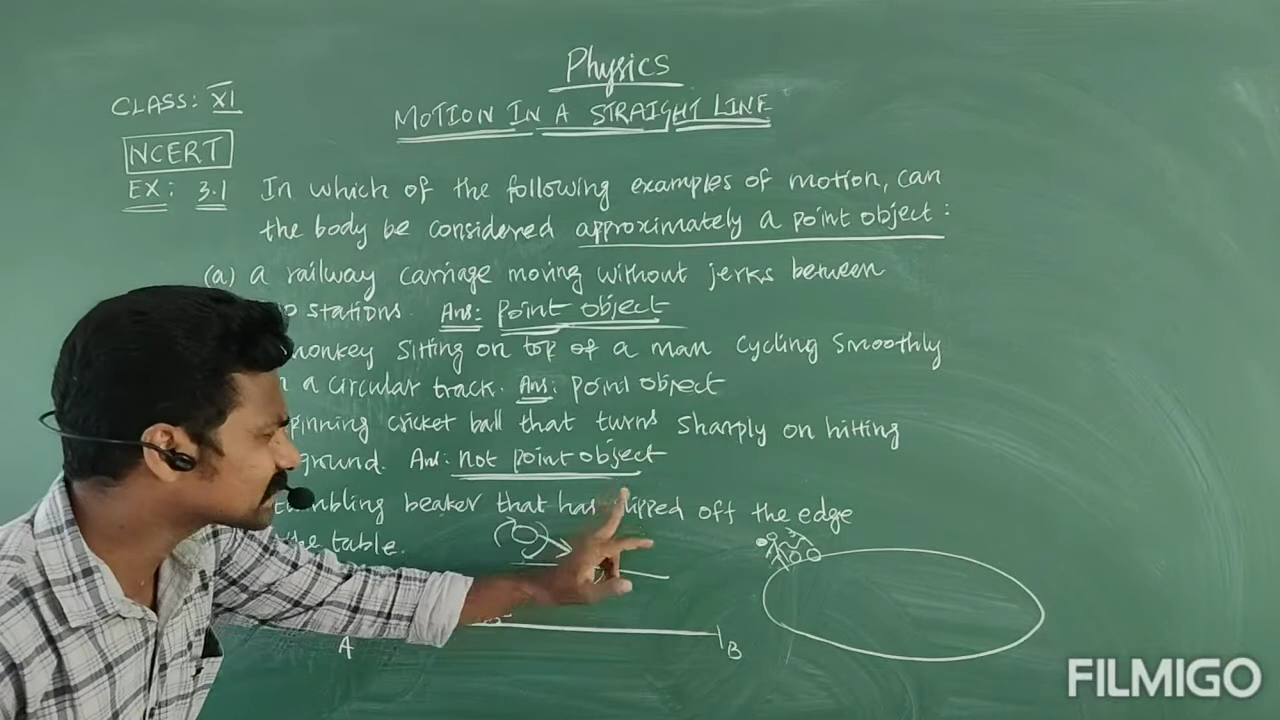 Physics
CLASS: XI
MOTION IN A STRAIGHT LINE
NCERT
EX: 3.1 In which of the following examples of motion, can
the body be considered approximately a point object:
(a) a railway carriage moving without jerks between
stations. Ans: point object
monkey sitting on top of a man cycling smoothly
a circular track. Ans: point object
cricket ball that turns sharply on hitting
ground. Ans: Not point object
beaker that has slipped off the edge
table.
A
B
FILMIGO